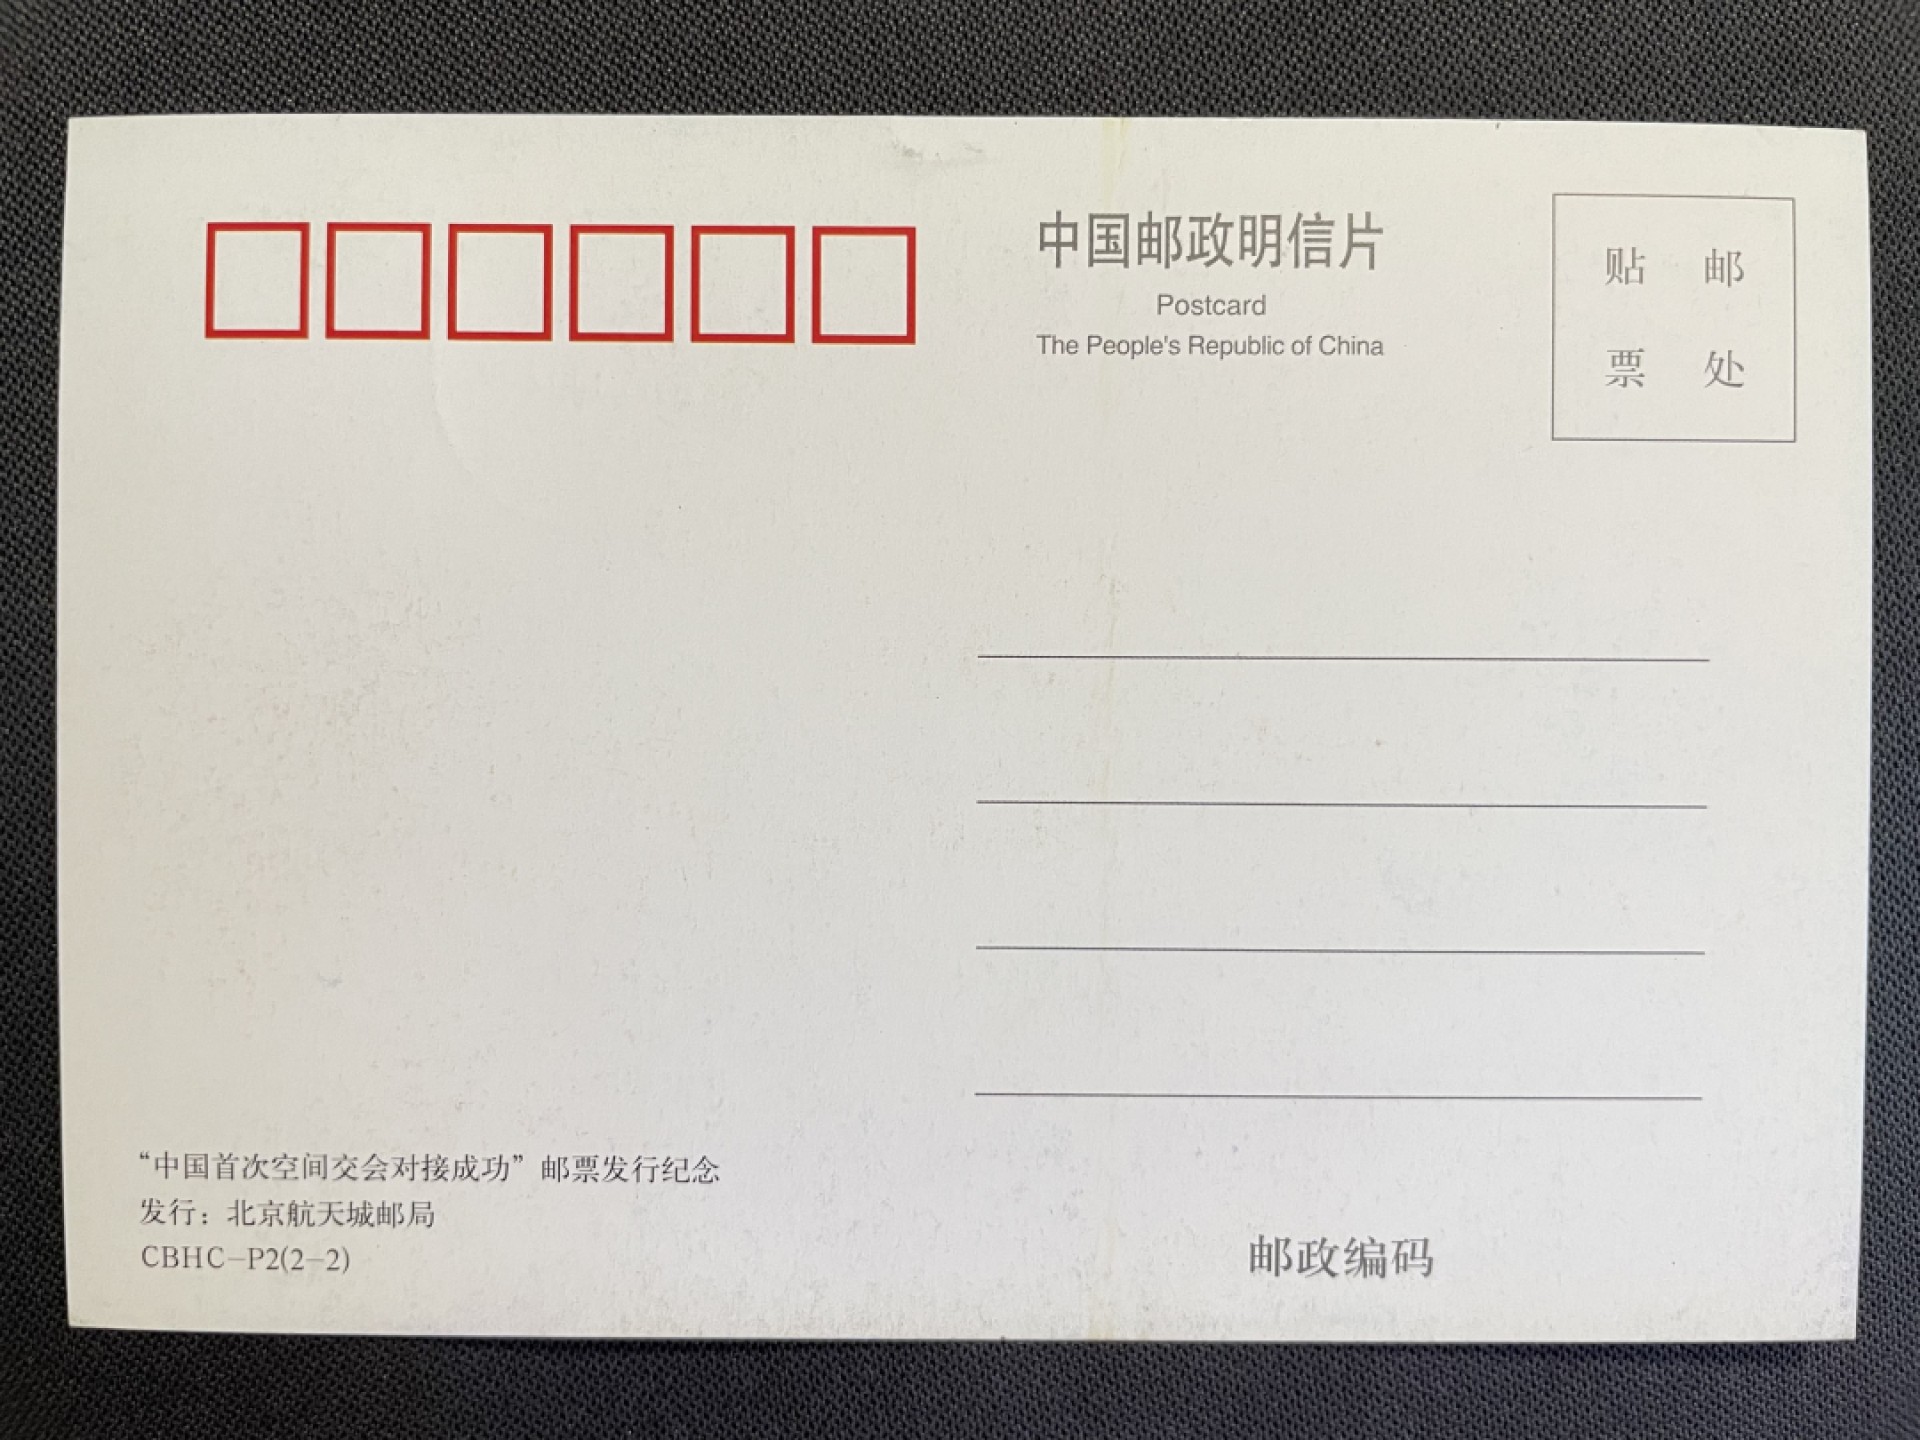 中国邮政明信片
Postcard
The People's Republic of China
贴 邮
票 处
“中国首次空间交会对接成功”邮票发行纪念
发行：北京航天城邮局
CBHC-P2(2-2)
邮政编码